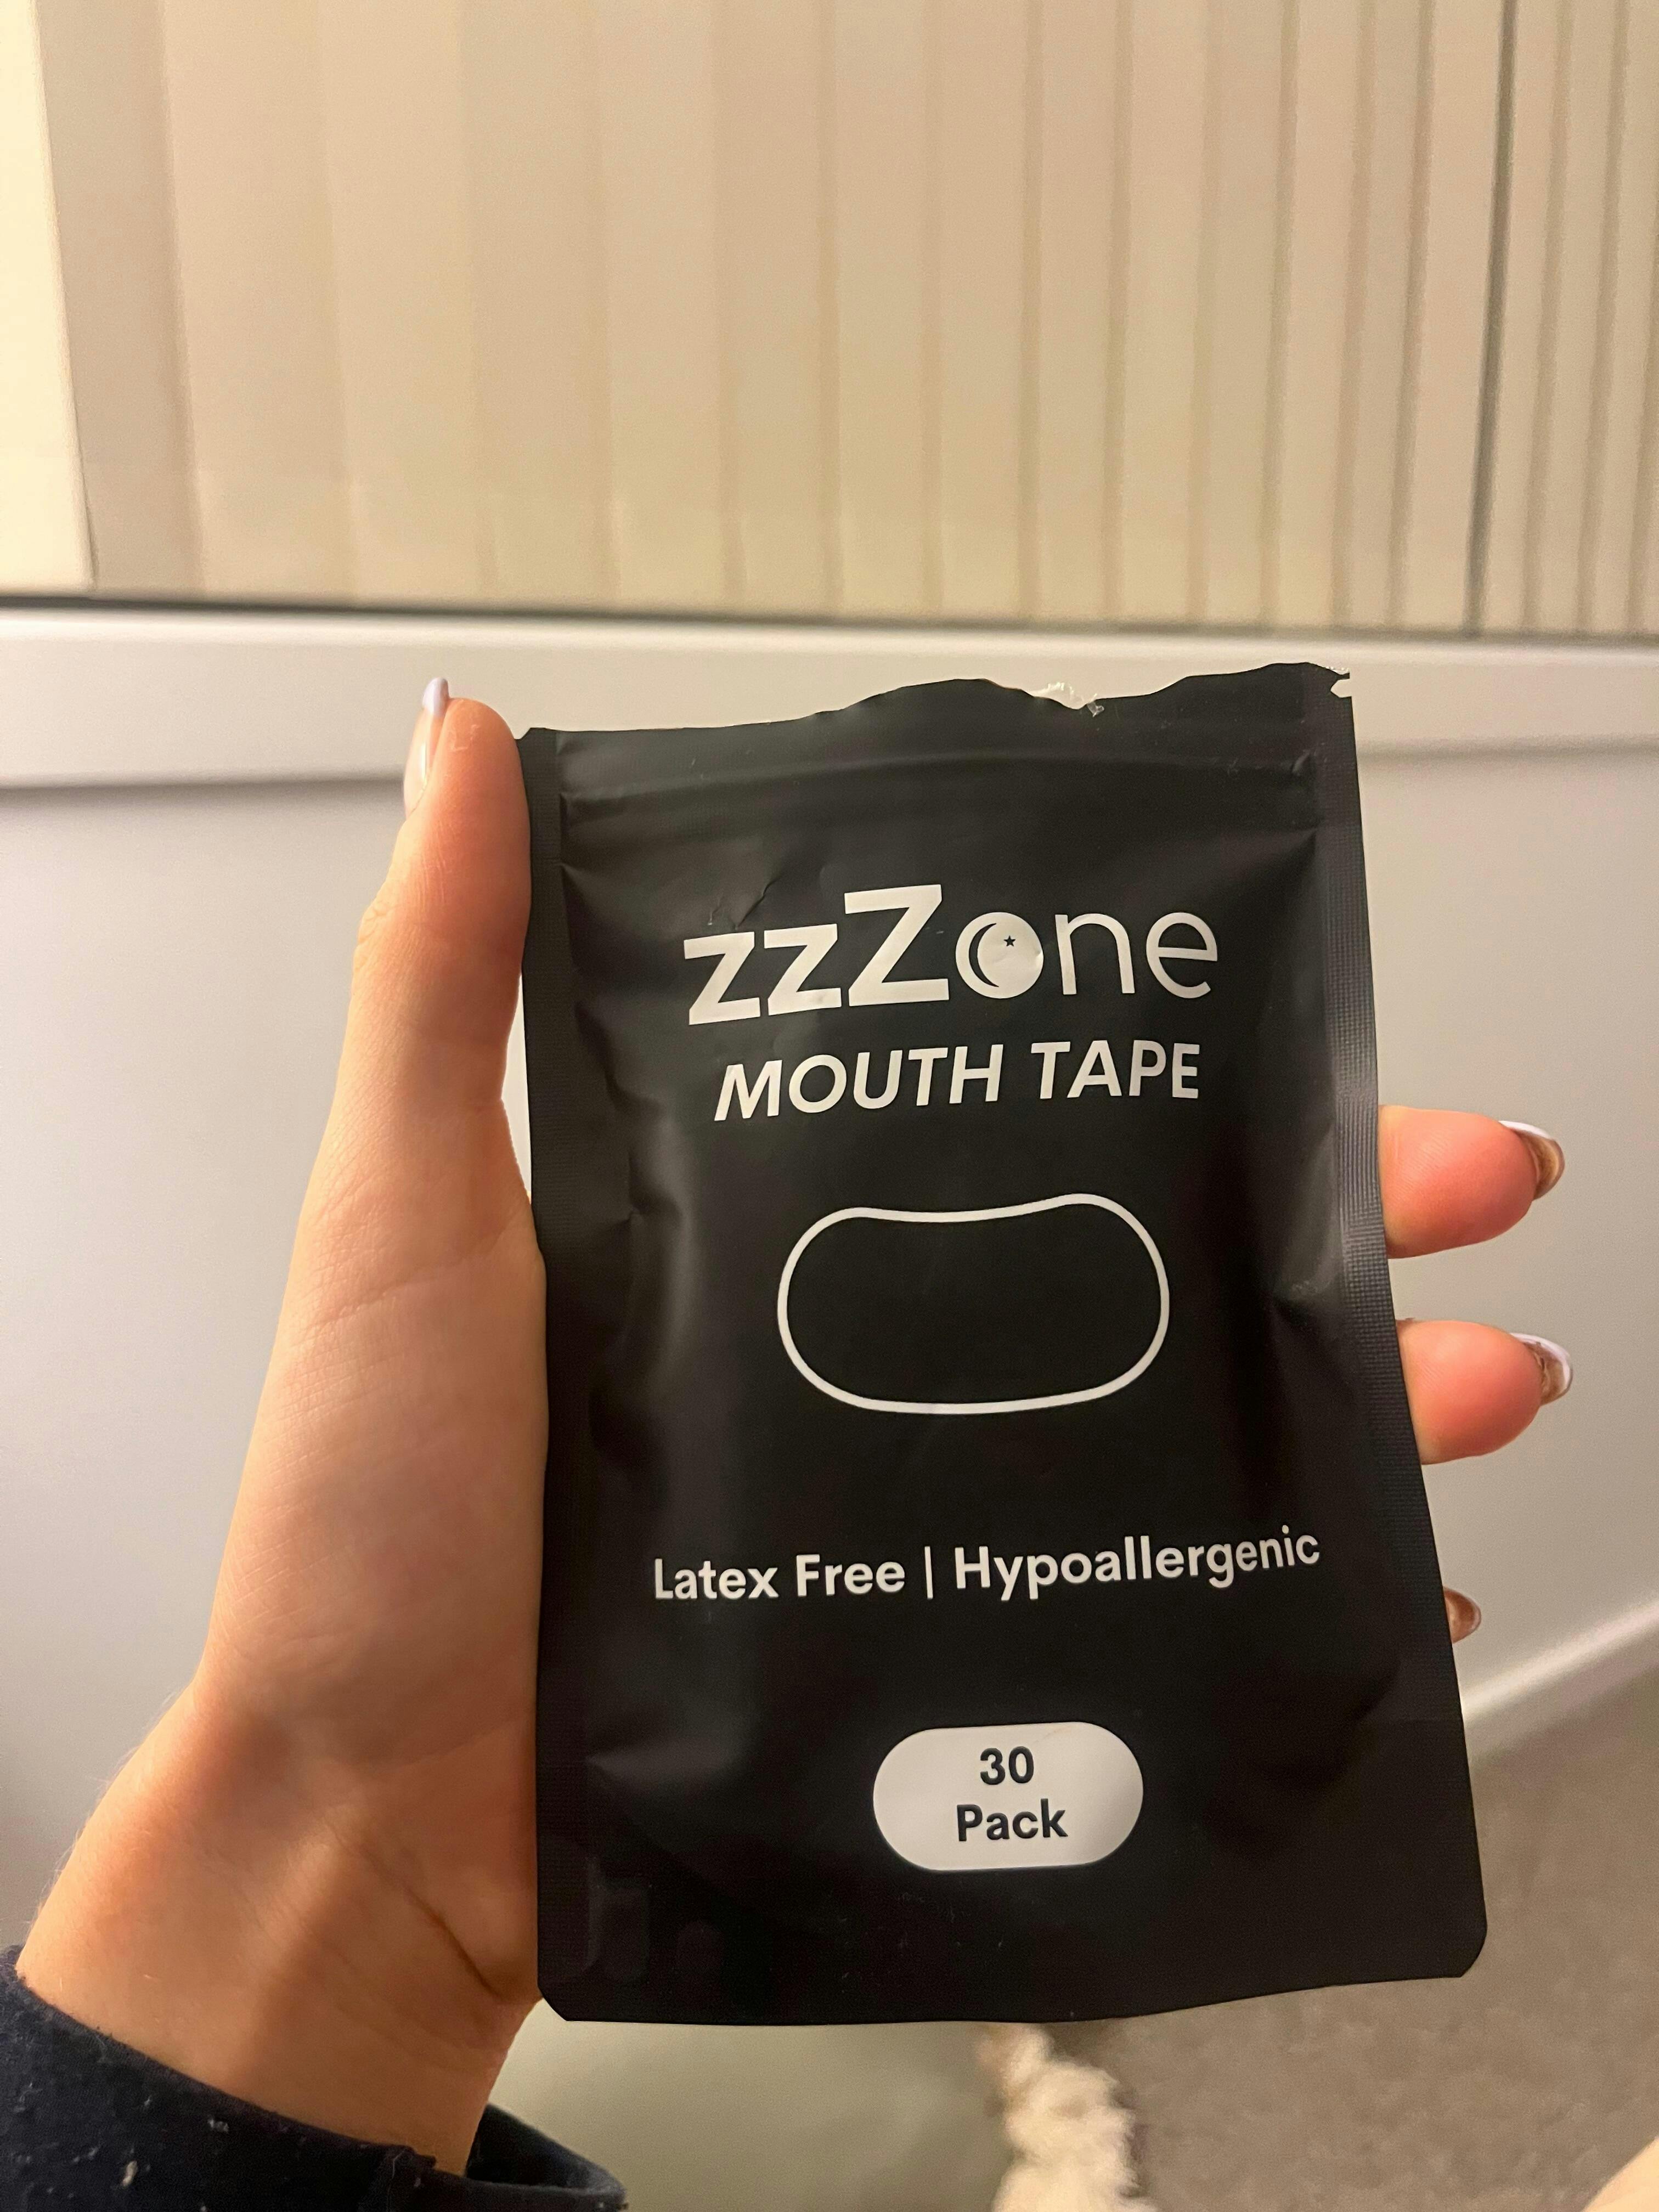 zzZone
MOUTH TAPE
Latex Free | Hypoallergenic
30
Pack